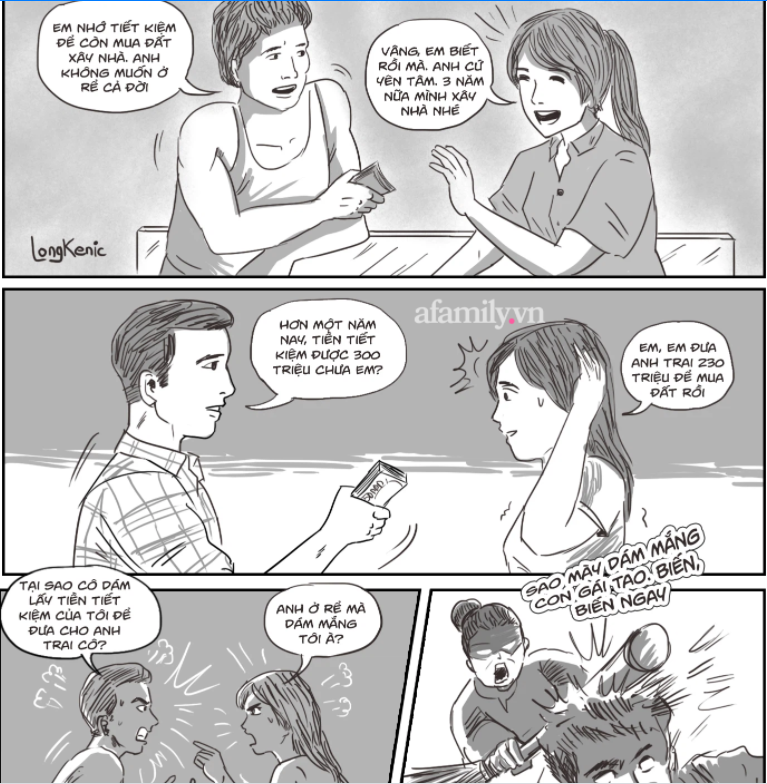 EM NHỚ TIẾT KIỆM
ĐỂ CÒN MUA ĐẤT
XÂY NHÀ. ANH
KHÔNG MUỐN Ở
RỂ CẢ ĐỜI
VÂNG, EM BIẾT
RỒI MÀ. ANH CỨ
YÊN TÂM. 3 NĂM
NỮA MÌNH XÂY
NHÀ NHÉ
LongKenic
afamily.vn
HƠN MỘT NĂM
NAY, TIỀN TIẾT
KIỆM ĐƯỢC 300
TRIỆU CHƯA EM?
EM, EM ĐƯA
ANH TRAI 230
TRIỆU ĐỂ MUA
ĐẤT RỒI
TẠI SAO CÔ DÁM
LẤY TIỀN TIẾT
KIỆM CỦA TÔI ĐỂ
ĐƯA CHO ANH
TRAI CÔ?
ANH Ở RỂ MÀ
DÁM MẮNG
TÔI À?
SAO MÀY DÁM MẮNG
CON GÁI TAO. BIẾN,
BIẾN NGAY